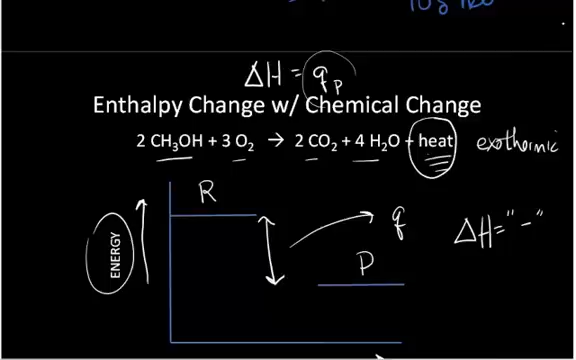 ΔH = qₚ
Enthalpy Change w/ Chemical Change
2 CH₃OH + 3 O₂ → 2 CO₂ + 4 H₂O + heat exothermic
R
q
ΔH = "-"
P
ENERGY